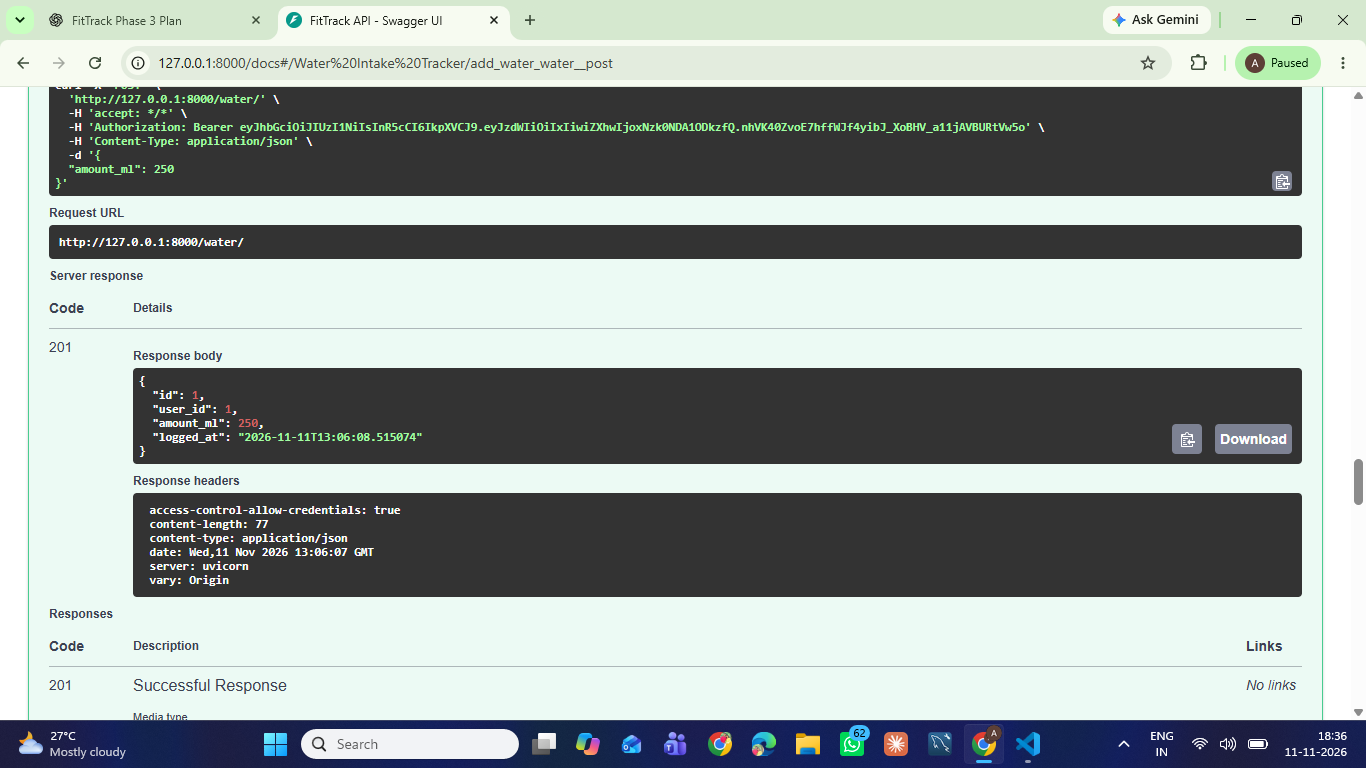 FitTrack Phase 3 Plan
FitTrack API - Swagger UI
Ask Gemini
127.0.0.1:8000/docs#/Water%20Intake%20Tracker/add_water_water__post
A Paused
'http://127.0.0.1:8000/water/' \
-H 'accept: */*' \
-H 'Authorization: Bearer eyJhbGciOiJIUzI1NiIsInR5cCI6IkpXVCJ9.eyJzdWIiOiIxIiwiZXhwIjoxNzk0NDA1ODkzfQ.nhVK40ZvoE7hffWJf4yibJ_XoBHV_a11jAVBURtVw5o' \
-H 'Content-Type: application/json' \
-d '{
"amount_ml": 250
}'
Request URL
http://127.0.0.1:8000/water/
Server response
Code Details
201
Response body
{
"id": 1,
"user_id": 1,
"amount_ml": 250,
"logged_at": "2026-11-11T13:06:08.515074"
}
Download
Response headers
access-control-allow-credentials: true
content-length: 77
content-type: application/json
date: Wed,11 Nov 2026 13:06:07 GMT
server: uvicorn
vary: Origin
Responses
Code Description Links
201 Successful Response No links
Media type
27°C
Mostly cloudy
Search
62
A
ENG
IN
18:36
11-11-2026